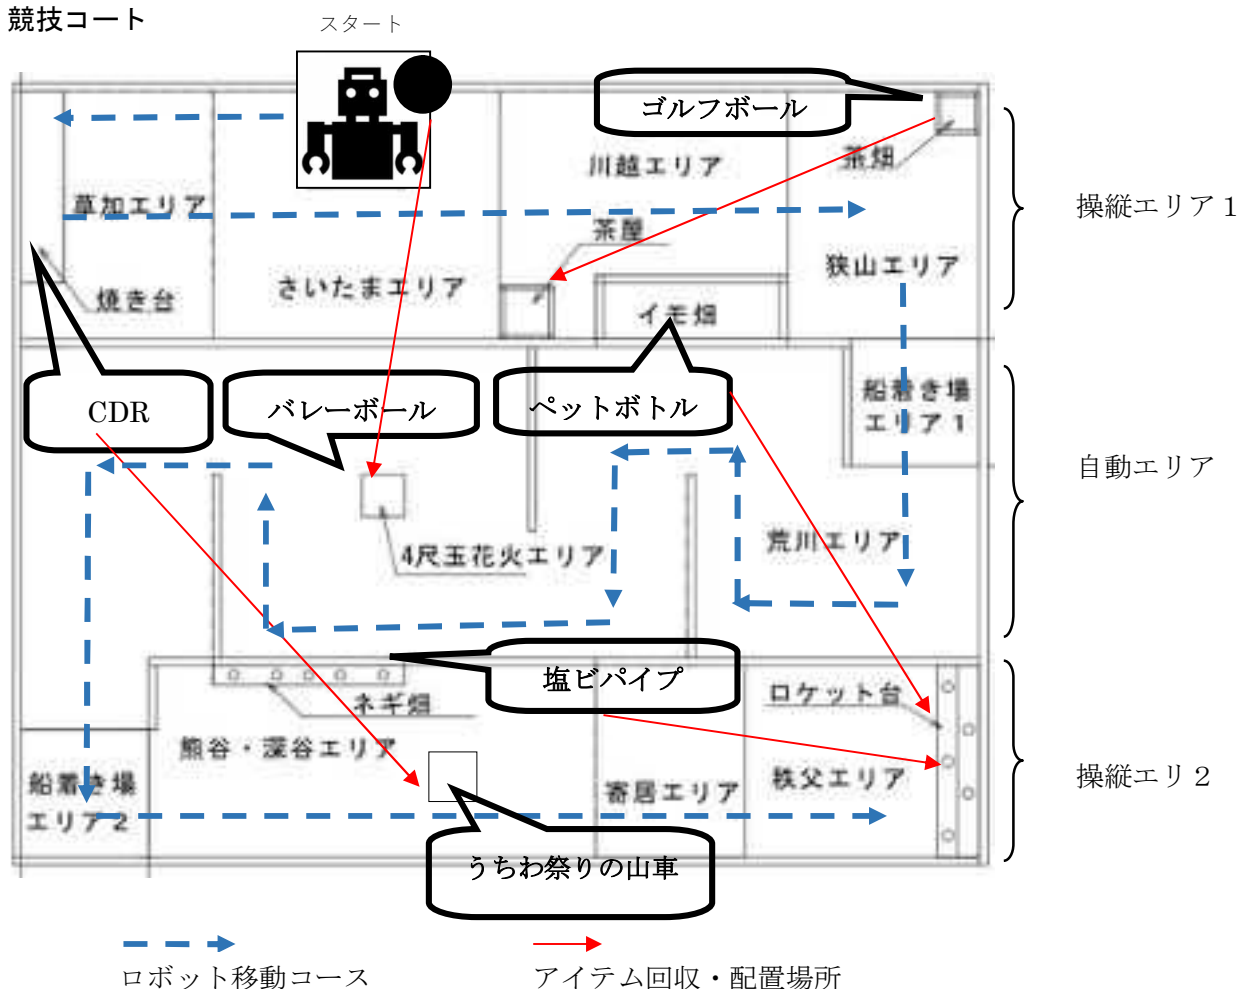 競技コート
スタート
ゴルフボール
茶畑
川越エリア
草加エリア
操縦エリア１
茶屋
狭山エリア
さいたまエリア
焼き台
イモ畑
船着き場
エリア１
CDR
バレーボール
ペットボトル
自動エリア
荒川エリア
4尺玉花火エリア
塩ビパイプ
ロケット台
ネギ畑
熊谷・深谷エリア
秩父エリア
操縦エリ２
船着き場
エリア２
寄居エリア
うちわ祭りの山車
ロボット移動コース
アイテム回収・配置場所